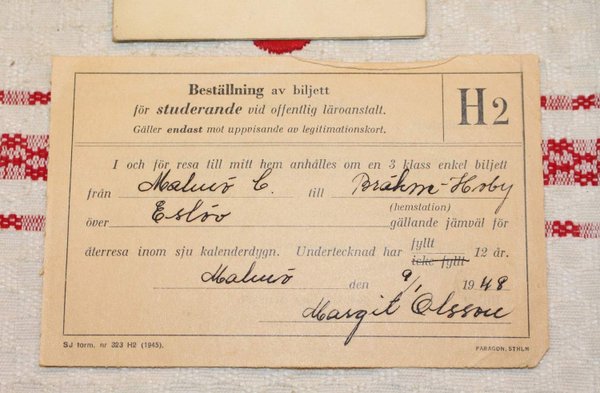 Beställning av biljett
för studerande vid offentlig läroanstalt.
Gäller endast mot uppvisande av legitimationskort.
H2
I och för resa till mitt hem anhålles om en 3 klass enkel biljett
från Malmö C. till Bräkne-Hoby
(hemstation)
över Eslöv gällande jämväl för
återresa inom sju kalenderdygn. Undertecknad har fyllt 12 år.
icke fyllt
Malmö den 9/1 1948
Margit Olsson
SJ form. nr 323 H2 (1945).
PARAGON, STHLM